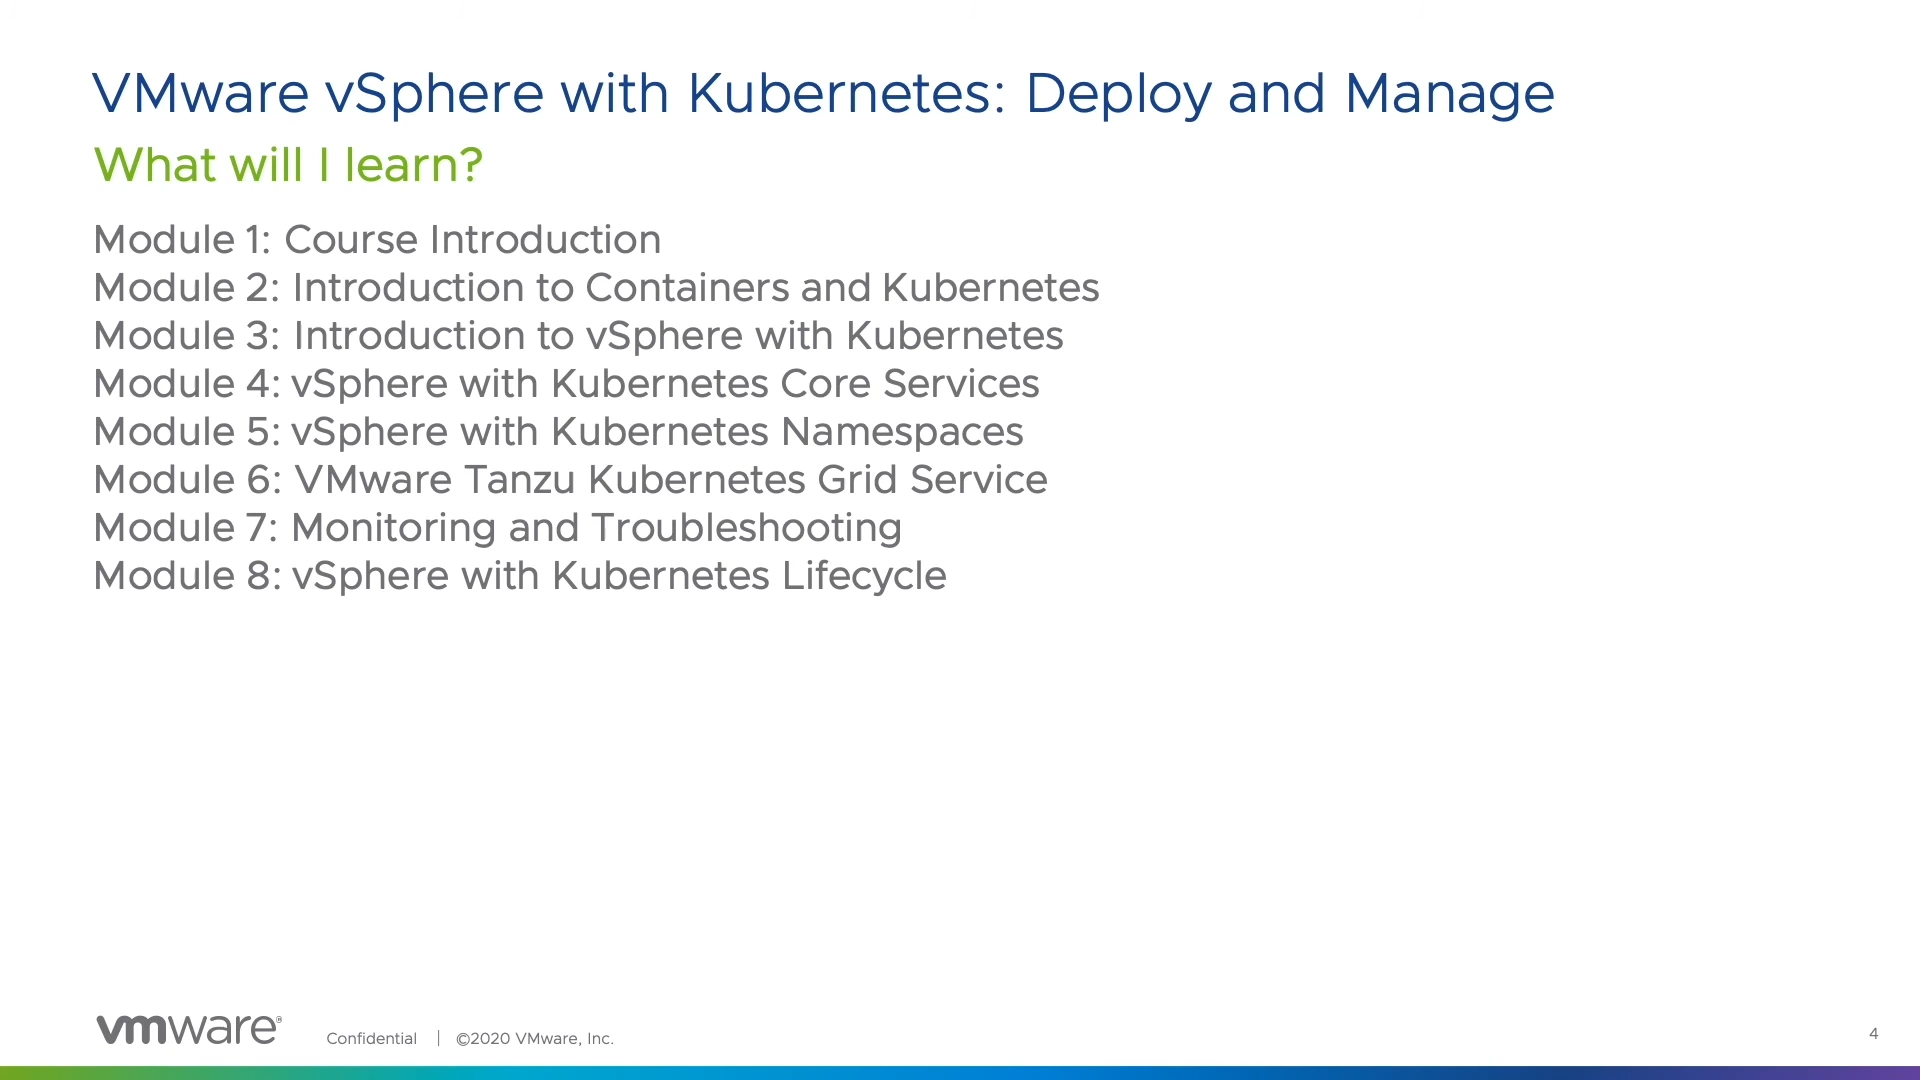 VMware vSphere with Kubernetes: Deploy and Manage
What will I learn?
Module 1: Course Introduction
Module 2: Introduction to Containers and Kubernetes
Module 3: Introduction to vSphere with Kubernetes
Module 4: vSphere with Kubernetes Core Services
Module 5: vSphere with Kubernetes Namespaces
Module 6: VMware Tanzu Kubernetes Grid Service
Module 7: Monitoring and Troubleshooting
Module 8: vSphere with Kubernetes Lifecycle
vmware® Confidential | ©2020 VMware, Inc. 4